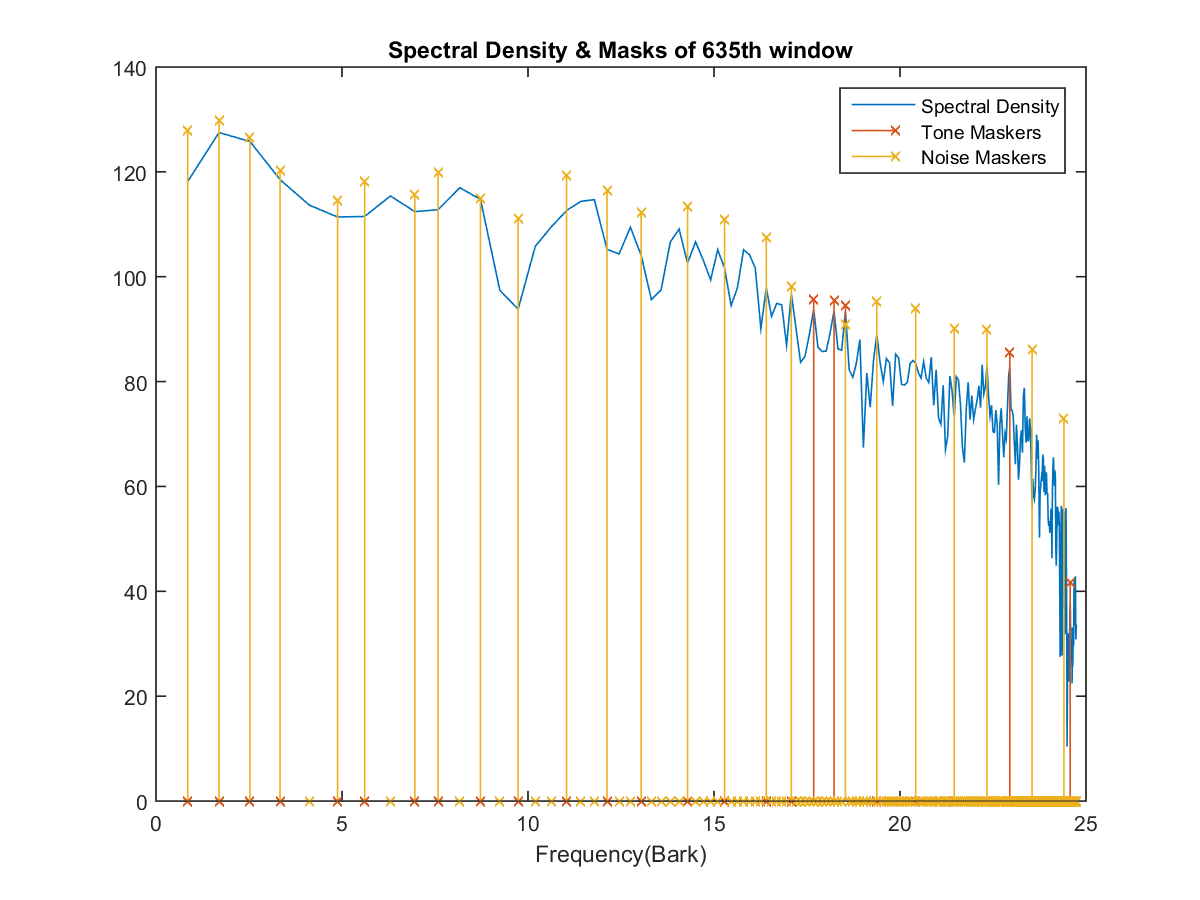 Spectral Density & Masks of 635th window
140
120
100
80
60
40
20
0
0 5 10 15 20 25
Frequency(Bark)
Spectral Density
Tone Maskers
Noise Maskers